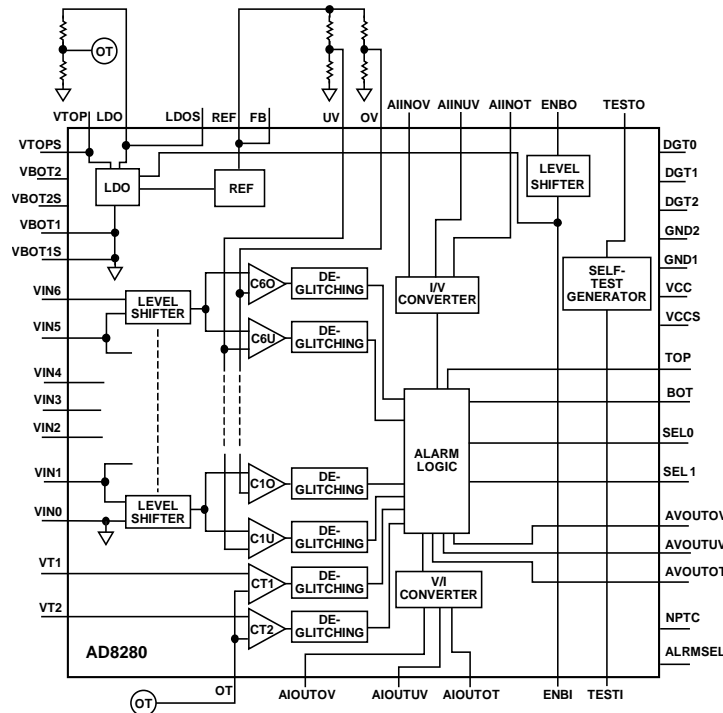 OT
VTOP LDO LDOS REF FB UV OV AIINOV AIINUV AIINOT ENBO TESTO
VTOPS
VBOT2
VBOT2S
VBOT1
VBOT1S
VIN6
VIN5
VIN4
VIN3
VIN2
VIN1
VIN0
VT1
VT2
LDO
REF
LEVEL
SHIFTER
LEVEL
SHIFTER
LEVEL
SHIFTER
C6O
C6U
C1O
C1U
CT1
CT2
DE-
GLITCHING
DE-
GLITCHING
DE-
GLITCHING
DE-
GLITCHING
DE-
GLITCHING
DE-
GLITCHING
I/V
CONVERTER
ALARM
LOGIC
V/I
CONVERTER
SELF-
TEST
GENERATOR
DGT0
DGT1
DGT2
GND2
GND1
VCC
VCCS
TOP
BOT
SEL0
SEL1
AVOUTOV
AVOUTUV
AVOUTOT
NPTC
ALRMSEL
AD8280
OT
OT AIOUTOV AIOUTUV AIOUTOT ENBI TESTI